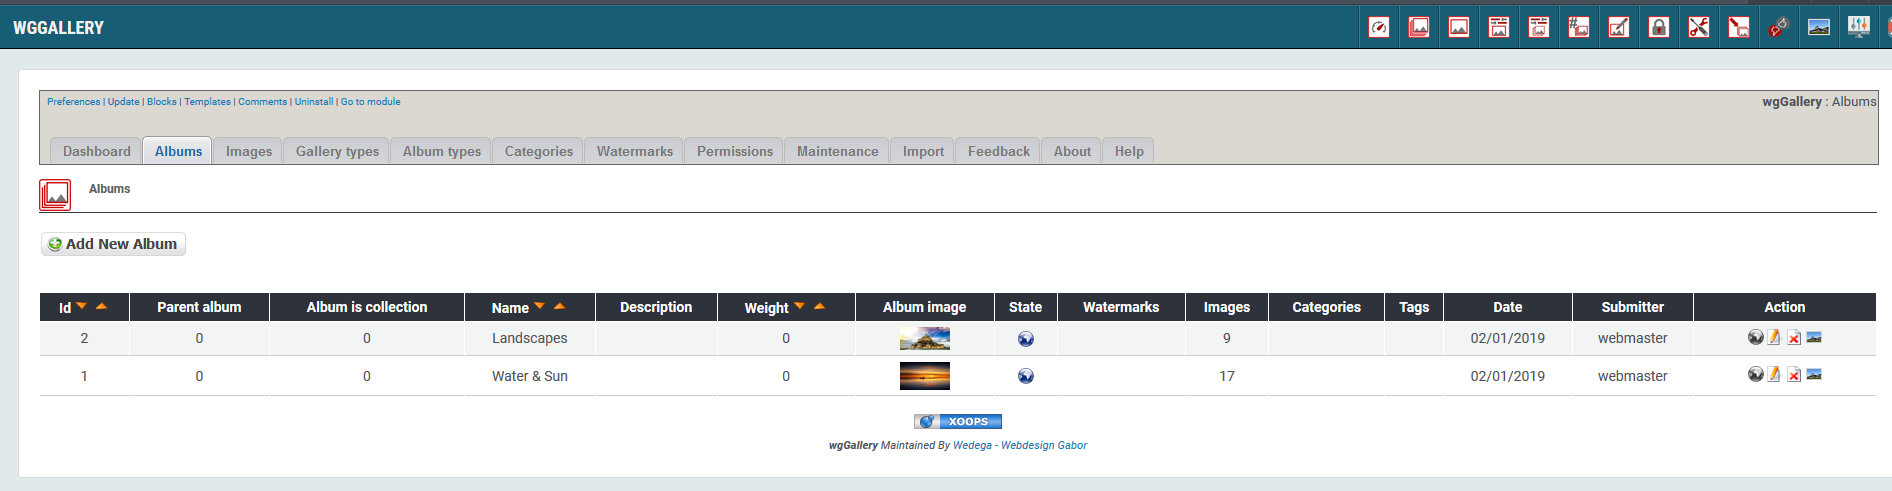 WGGALLERY
Preferences | Update | Blocks | Templates | Comments | Uninstall | Go to module
wgGallery : Albums
Dashboard Albums Images Gallery types Album types Categories Watermarks Permissions Maintenance Import Feedback About Help
Albums
Add New Album
Id Parent album Album is collection Name Description Weight Album image State Watermarks Images Categories Tags Date Submitter Action
2 0 0 Landscapes 0 9 02/01/2019 webmaster
1 0 0 Water & Sun 0 17 02/01/2019 webmaster
XOOPS
wgGallery Maintained By Wedega - Webdesign Gabor